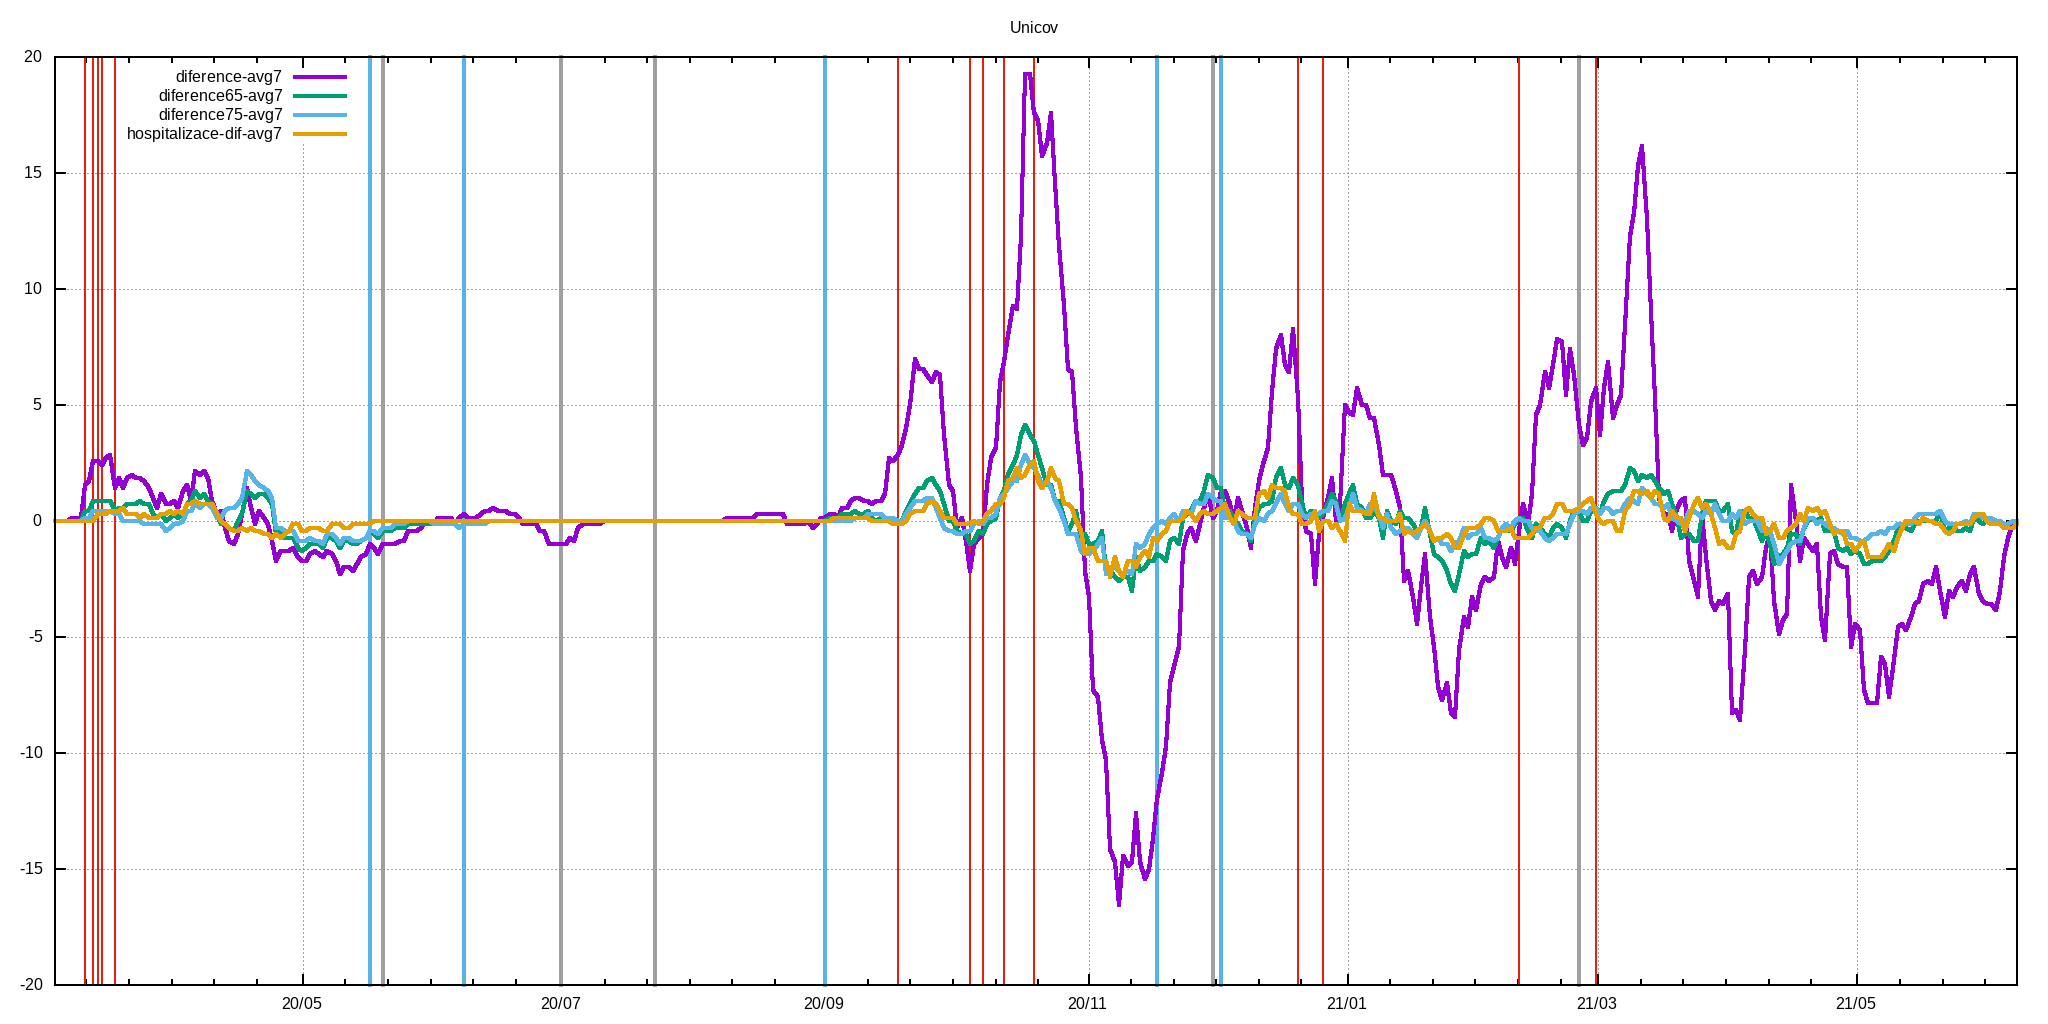 Unicov
diference-avg7
diference65-avg7
diference75-avg7
hospitalizace-dif-avg7
20
15
10
5
0
-5
-10
-15
-20
20/05 20/07 20/09 20/11 21/01 21/03 21/05